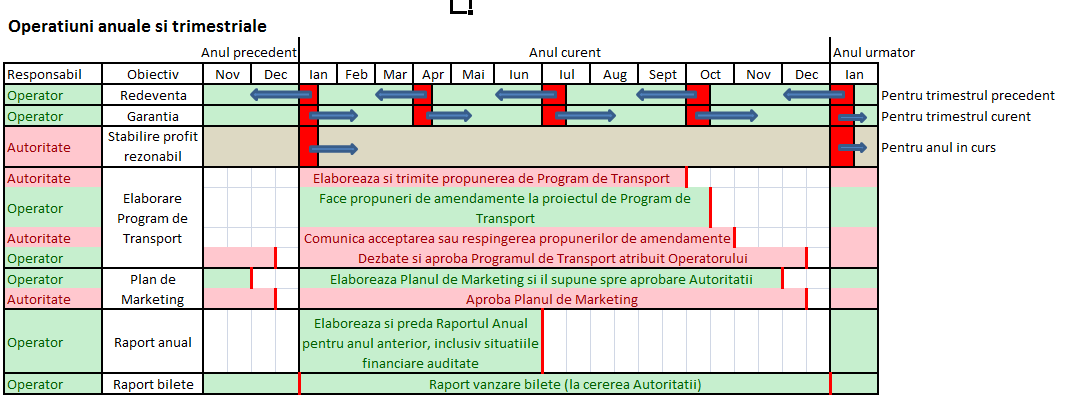 Operatiuni anuale si trimestriale
Anul precedent Anul curent Anul urmator
Responsabil Obiectiv Nov Dec Ian Feb Mar Apr Mai Iun Iul Aug Sept Oct Nov Dec Ian
Operator Redeventa Pentru trimestrul precedent
Operator Garantia Pentru trimestrul curent
Autoritate Stabilire profit rezonabil Pentru anul in curs
Autoritate Elaboreaza si trimite propunerea de Program de Transport
Operator Elaborare Program de Transport Face propuneri de amendamente la proiectul de Program de
Transport
Autoritate Comunica acceptarea sau respingerea propunerilor de amendamente
Operator Dezbate si aproba Programul de Transport atribuit Operatorului
Operator Plan de Marketing Elaboreaza Planul de Marketing si il supune spre aprobare Autoritatii
Autoritate Aproba Planul de Marketing
Operator Raport anual Elaboreaza si preda Raportul Anual
pentru anul anterior, inclusiv situatiile
financiare auditate
Operator Raport bilete Raport vanzare bilete (la cererea Autoritatii)